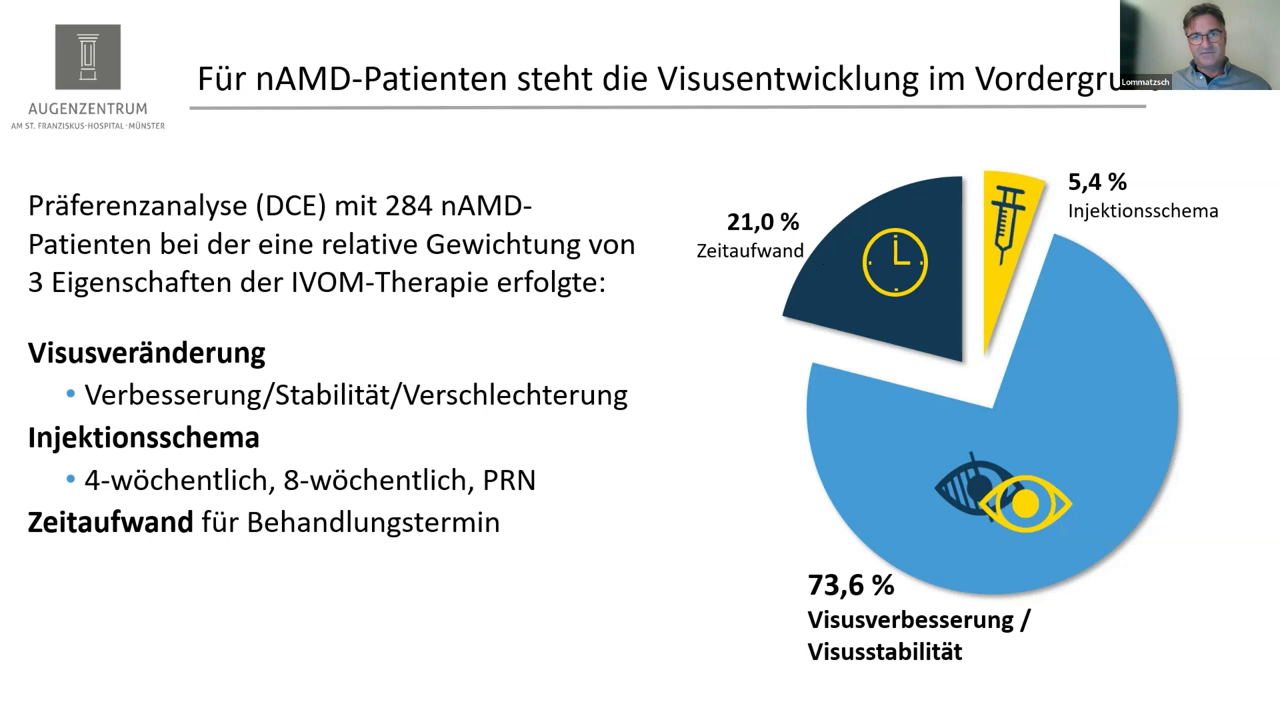 AUGENZENTRUM
AM ST. FRANZISKUS-HOSPITAL·MÜNSTER
Für nAMD-Patienten steht die Visusentwicklung im Vordergru
Lommatzsch
Präferenzanalyse (DCE) mit 284 nAMD-
Patienten bei der eine relative Gewichtung von
3 Eigenschaften der IVOM-Therapie erfolgte:
Visusveränderung
• Verbesserung/Stabilität/Verschlechterung
Injektionsschema
• 4-wöchentlich, 8-wöchentlich, PRN
Zeitaufwand für Behandlungstermin
21,0 %
Zeitaufwand
5,4 %
Injektionsschema
73,6 %
Visusverbesserung /
Visusstabilität